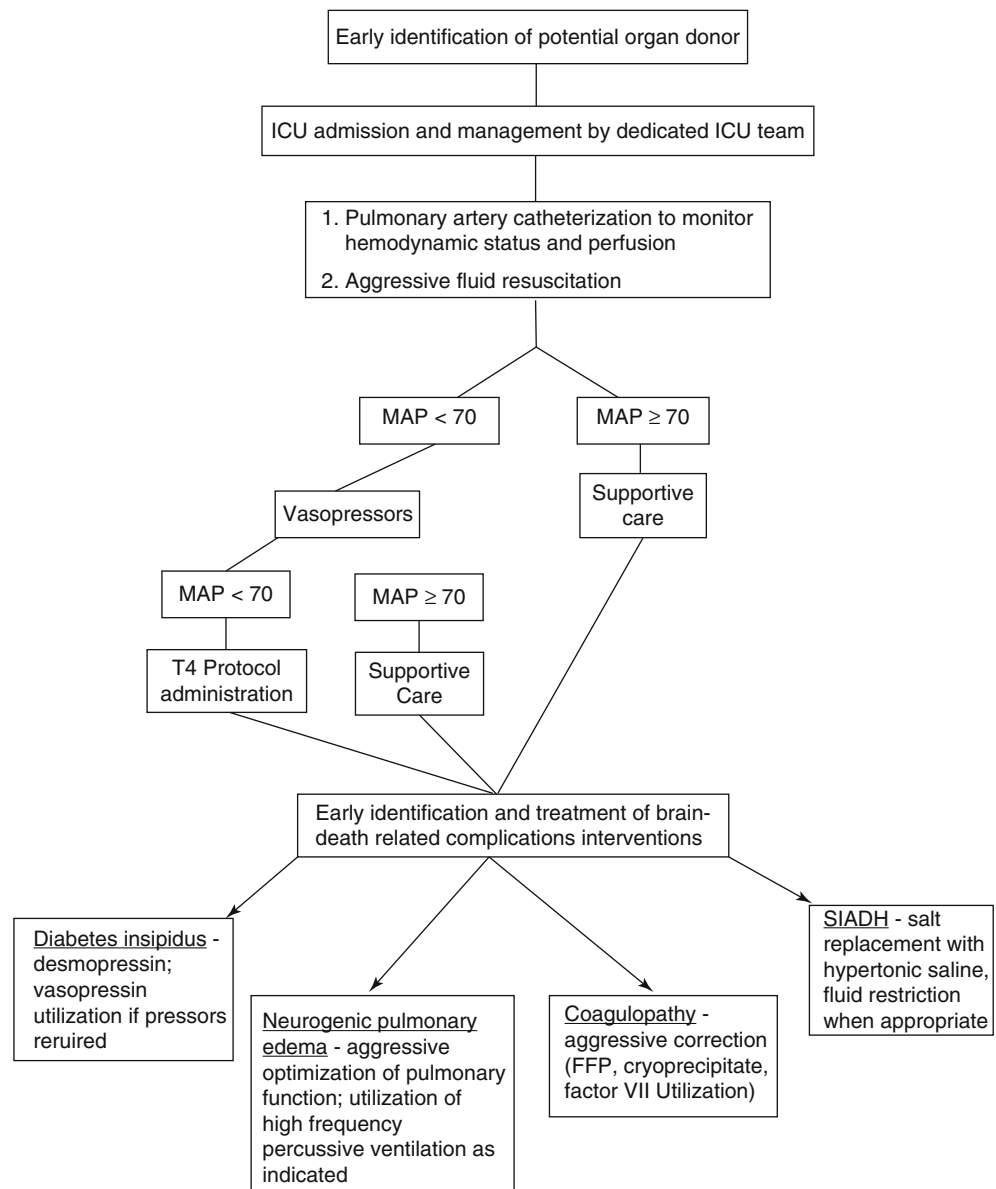 Early identification of potential organ donor
ICU admission and management by dedicated ICU team
1. Pulmonary artery catheterization to monitor
hemodynamic status and perfusion
2. Aggressive fluid resuscitation
MAP < 70
MAP ≥ 70
Vasopressors
Supportive
care
MAP < 70
MAP ≥ 70
T4 Protocol
administration
Supportive
Care
Early identification and treatment of brain-
death related complications interventions
Diabetes insipidus -
desmopressin;
vasopressin
utilization if pressors
reruired
Neurogenic pulmonary
edema - aggressive
optimization of pulmonary
function; utilization of
high frequency
percussive ventilation as
indicated
Coagulopathy -
aggressive correction
(FFP, cryoprecipitate,
factor VII Utilization)
SIADH - salt
replacement with
hypertonic saline,
fluid restriction
when appropriate